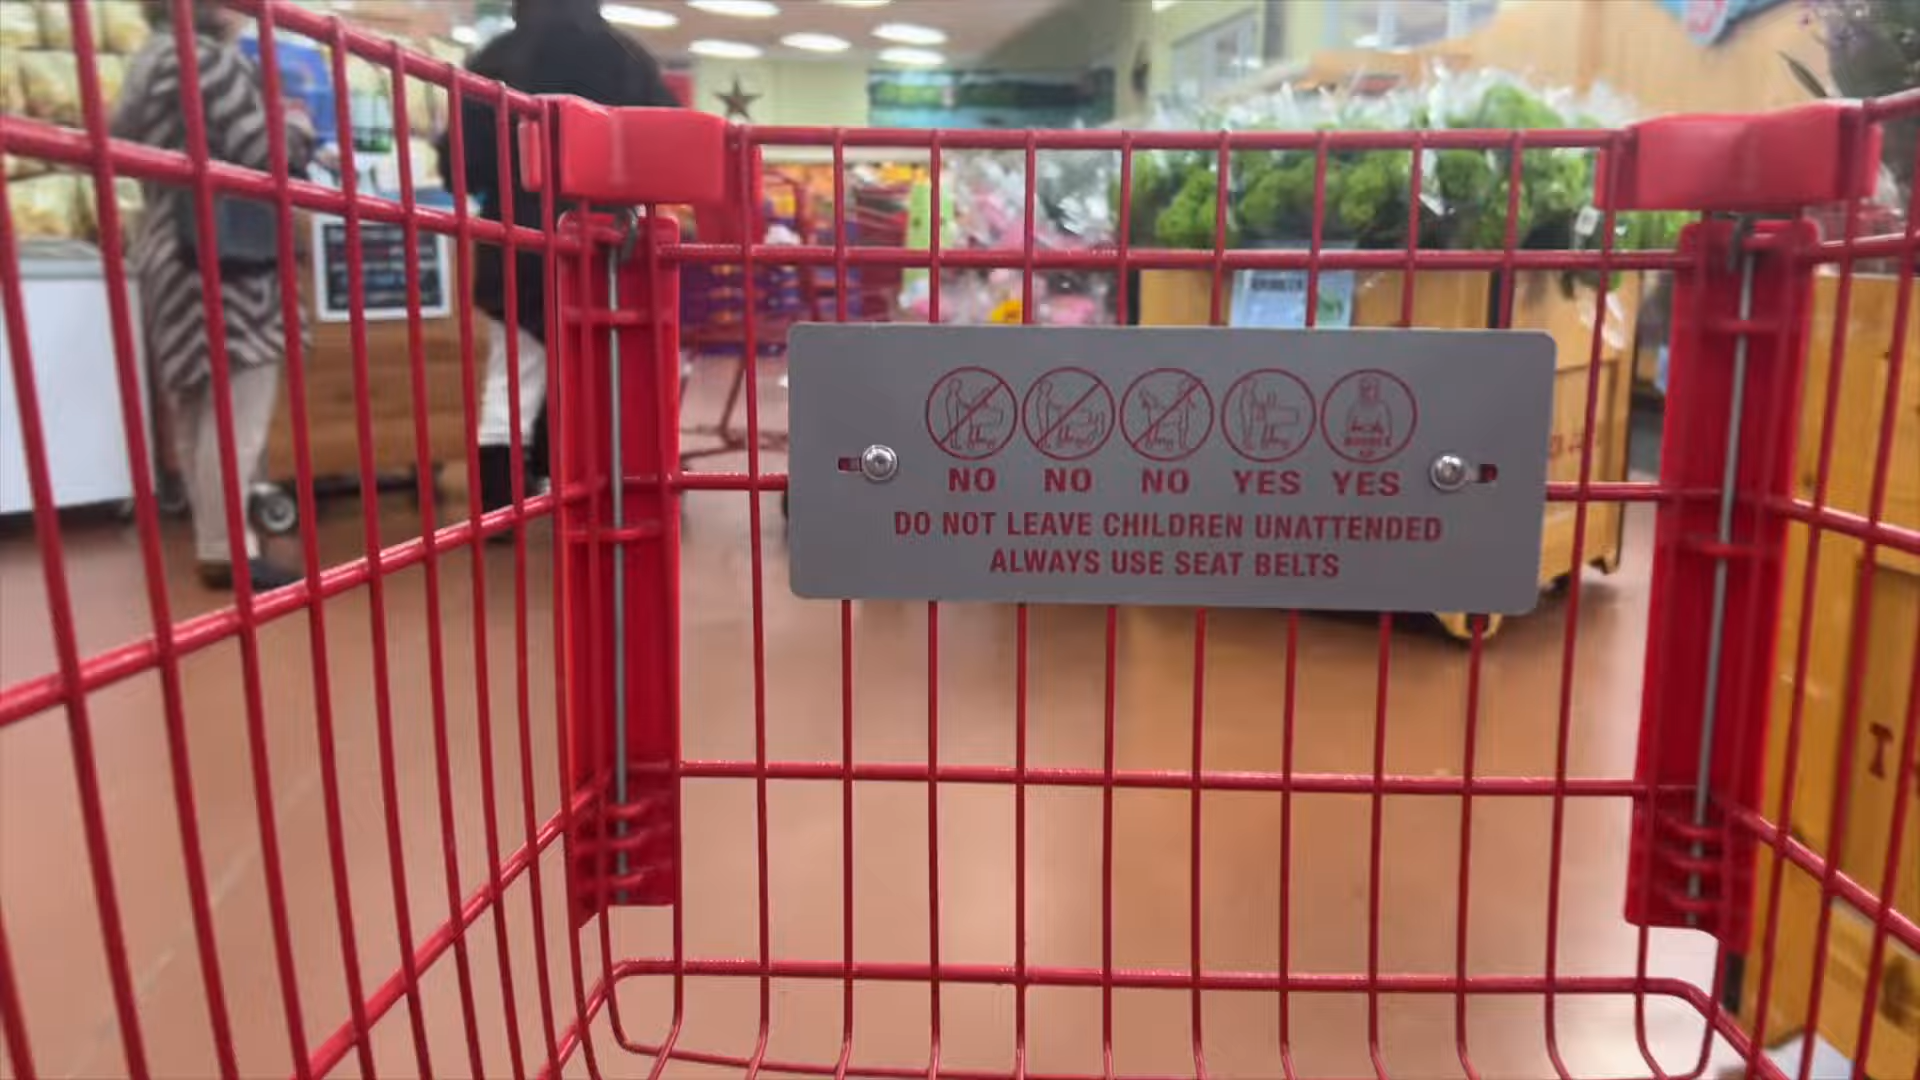 NO NO NO YES YES
DO NOT LEAVE CHILDREN UNATTENDED
ALWAYS USE SEAT BELTS